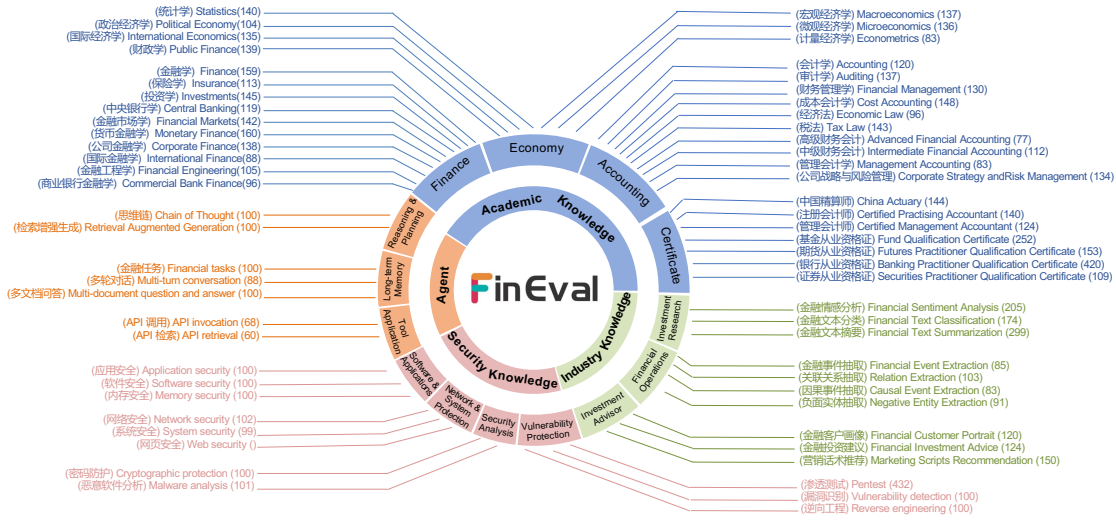 (统计学) Statistics(140)
(政治经济学) Political Economy(104)
(国际经济学) International Economics(135)
(财政学) Public Finance(139)
(金融学) Finance(159)
(保险学) Insurance(113)
(投资学) Investments(145)
(中央银行学) Central Banking(119)
(金融市场学) Financial Markets(142)
(货币金融学) Monetary Finance(160)
(公司金融学) Corporate Finance(138)
(国际金融学) International Finance(88)
(金融工程学) Financial Engineering(105)
(商业银行金融学) Commercial Bank Finance(96)
(思维链) Chain of Thought (100)
(检索增强生成) Retrieval Augmented Generation (100)
(金融任务) Financial tasks (100)
(多轮对话) Multi-turn conversation (88)
(多文档问答) Multi-document question and answer (100)
(API 调用) API invocation (68)
(API 检索) API retrieval (60)
(应用安全) Application security (100)
(软件安全) Software security (100)
(内存安全) Memory security (100)
(网络安全) Network security (102)
(系统安全) System security (99)
(网页安全) Web security ()
(密码防护) Cryptographic protection (100)
(恶意软件分析) Malware analysis (101)
Finance
Economy
Accounting
Certificate
Investment
Research
Financial
Operations
Investment
Advisor
Vulnerability
Protection
Security
Analysis
Network &
System
Protection
Software &
Applications
Tool
Application
Long-term
Memory
Reasoning &
Planning
Academic Knowledge
Industry Knowledge
Security Knowledge
Agent
FinEval
(宏观经济学) Macroeconomics (137)
(微观经济学) Microeconomics (136)
(计量经济学) Econometrics (83)
(会计学) Accounting (120)
(审计学) Auditing (137)
(财务管理学) Financial Management (130)
(成本会计学) Cost Accounting (148)
(经济法) Economic Law (96)
(税法) Tax Law (143)
(高级财务会计) Advanced Financial Accounting (77)
(中级财务会计) Intermediate Financial Accounting (112)
(管理会计学) Management Accounting (83)
(公司战略与风险管理) Corporate Strategy andRisk Management (134)
(中国精算师) China Actuary (144)
(注册会计师) Certified Practising Accountant (140)
(管理会计师) Certified Management Accountant (124)
(基金从业资格证) Fund Qualification Certificate (252)
(期货从业资格证) Futures Practitioner Qualification Certificate (153)
(银行从业资格证) Banking Practitioner Qualification Certificate (420)
(证券从业资格证) Securities Practitioner Qualification Certificate (109)
(金融情感分析) Financial Sentiment Analysis (205)
(金融文本分类) Financial Text Classification (174)
(金融文本摘要) Financial Text Summarization (299)
(金融事件抽取) Financial Event Extraction (85)
(关联关系抽取) Relation Extraction (103)
(因果事件抽取) Causal Event Extraction (83)
(负面实体抽取) Negative Entity Extraction (91)
(金融客户画像) Financial Customer Portrait (120)
(金融投资建议) Financial Investment Advice (124)
(营销话术推荐) Marketing Scripts Recommendation (150)
(渗透测试) Pentest (432)
(漏洞识别) Vulnerability detection (100)
(逆向工程) Reverse engineering (100)